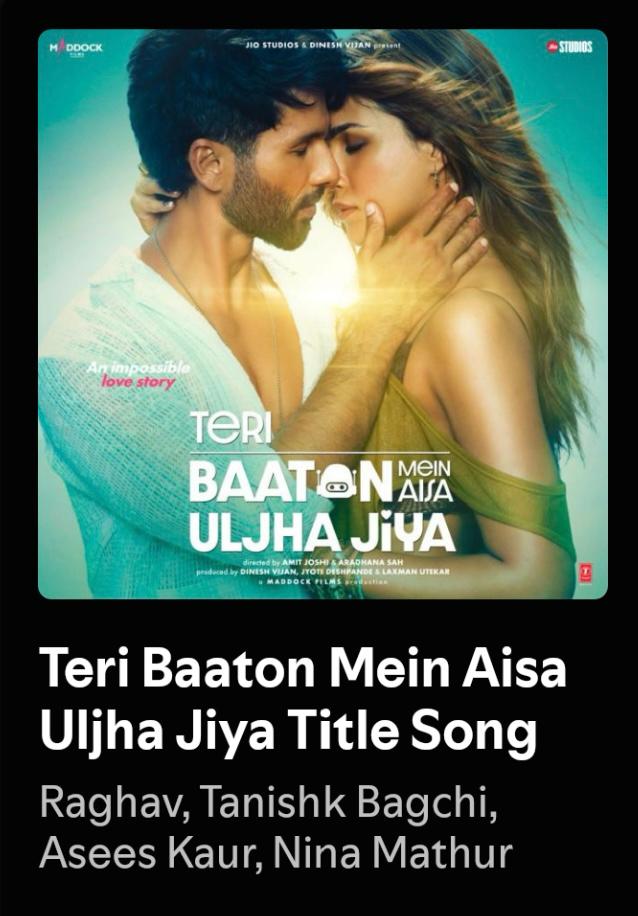 MADDOCK
FILMS
JIO STUDIOS & DINESH VIJAN present
Jio STUDIOS
An impossible
love story
TERI
BAATON MEIN
AISA
ULJHA JIYA
directed by AMIT JOSHI & ARADHANA SAH
produced by DINESH VIJAN, JYOTI DESHPANDE & LAXMAN UTEKAR
a MADDOCK FILMS production
T
Teri Baaton Mein Aisa
Uljha Jiya Title Song
Raghav, Tanishk Bagchi,
Asees Kaur, Nina Mathur